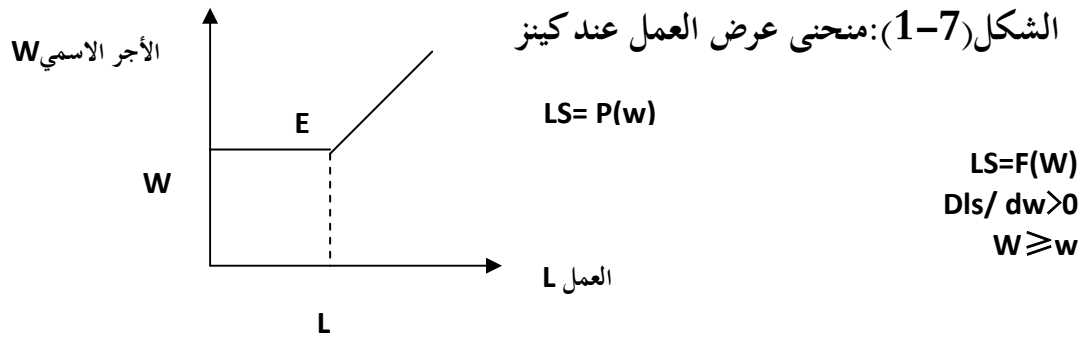 الشكل(7–1):منحنى عرض العمل عند كينز
الأجر الاسميW
LS= P(w)
E
LS=F(W)
W
Dls/ dw>0
W≥w
العمل L
L